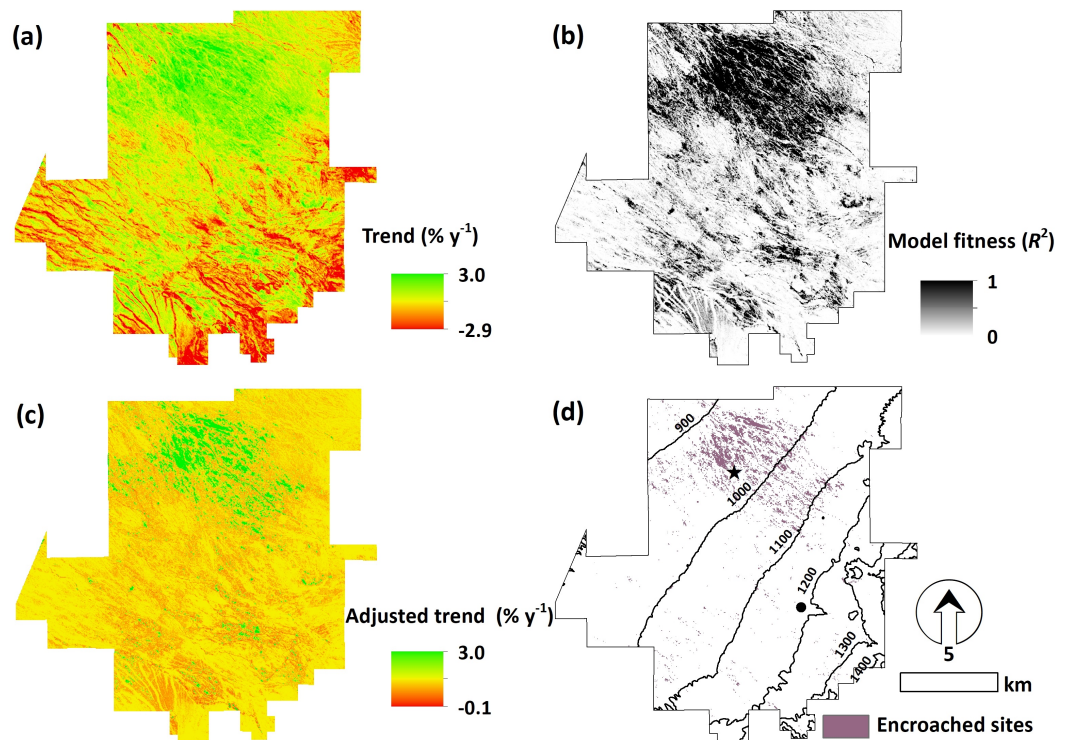 (a)
Trend (% y⁻¹)
3.0
-2.9
(b)
Model fitness (R²)
1
0
(c)
Adjusted trend (% y⁻¹)
3.0
-0.1
(d)
900
1000
1100
1200
1300
1400
5
km
Encroached sites